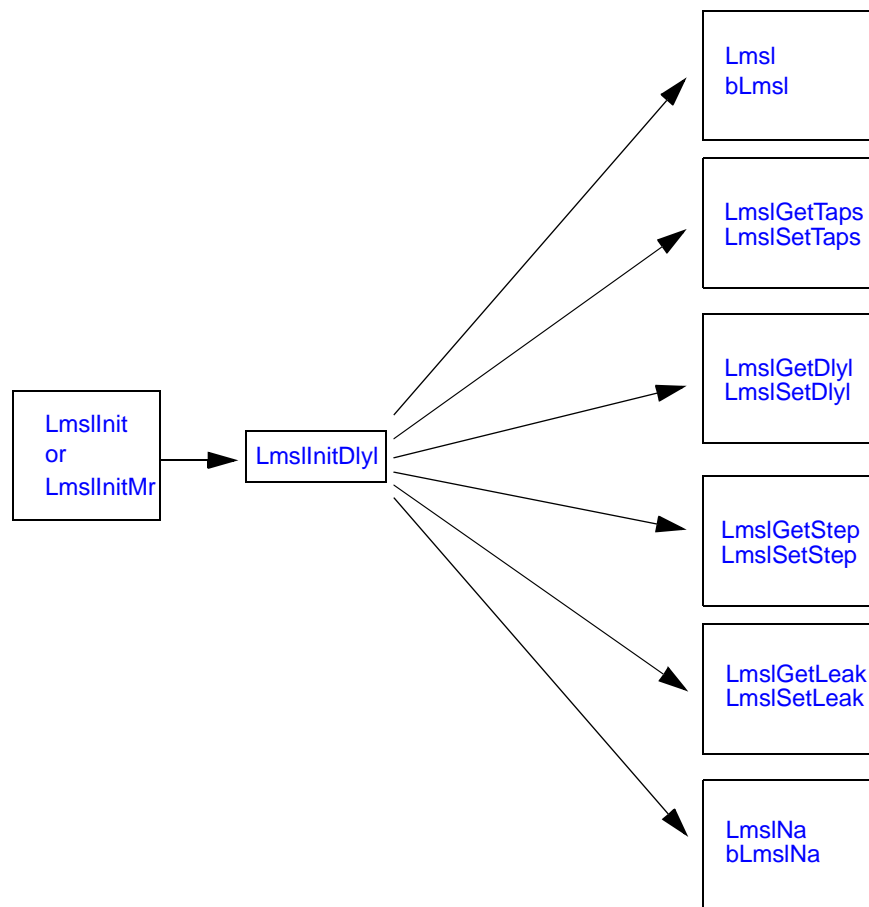 Lmsl
bLmsl
LmslGetTaps
LmslSetTaps
LmslGetDlyl
LmslSetDlyl
LmslInit
or
LmslInitMr
LmslInitDlyl
LmslGetStep
LmslSetStep
LmslGetLeak
LmslSetLeak
LmslNa
bLmslNa